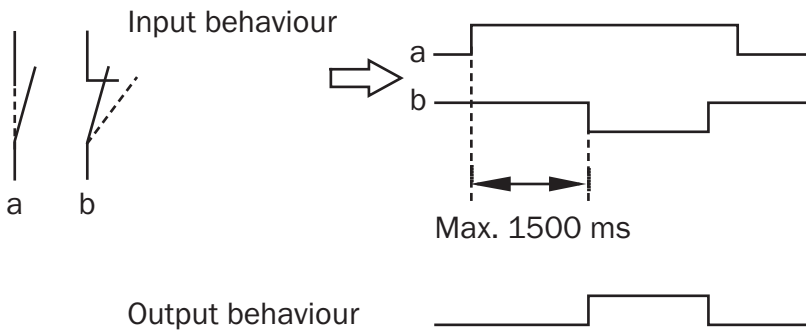 Input behaviour
a
b
a b
Max. 1500 ms
Output behaviour